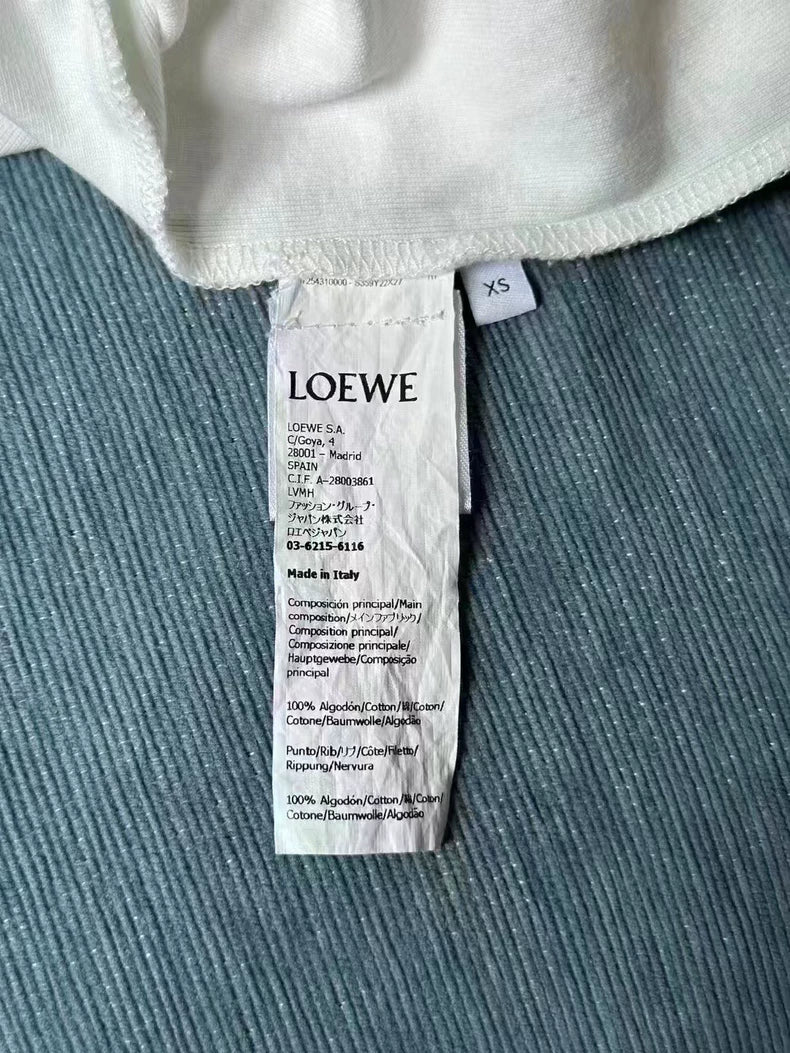 XS
LOEWE
LOEWE S.A.
C/Goya, 4
28001 - Madrid
SPAIN
C.I.F. A-28003861
LVMH
ファッション・グループ・
ジャパン株式会社
ロエベジャパン
03-6215-6116
Made in Italy
Composición principal/Main
composition/メインファブリック/
Composition principal/
Composizione principale/
Hauptgewebe/Composição
principal
100% Algodón/Cotton/綿/Coton/
Cotone/Baumwolle/Algodão
Punto/Rib/リブ/Côte/Filetto/
Rippung/Nervura
100% Algodón/Cotton/綿/Coton/
Cotone/Baumwolle/Algodão